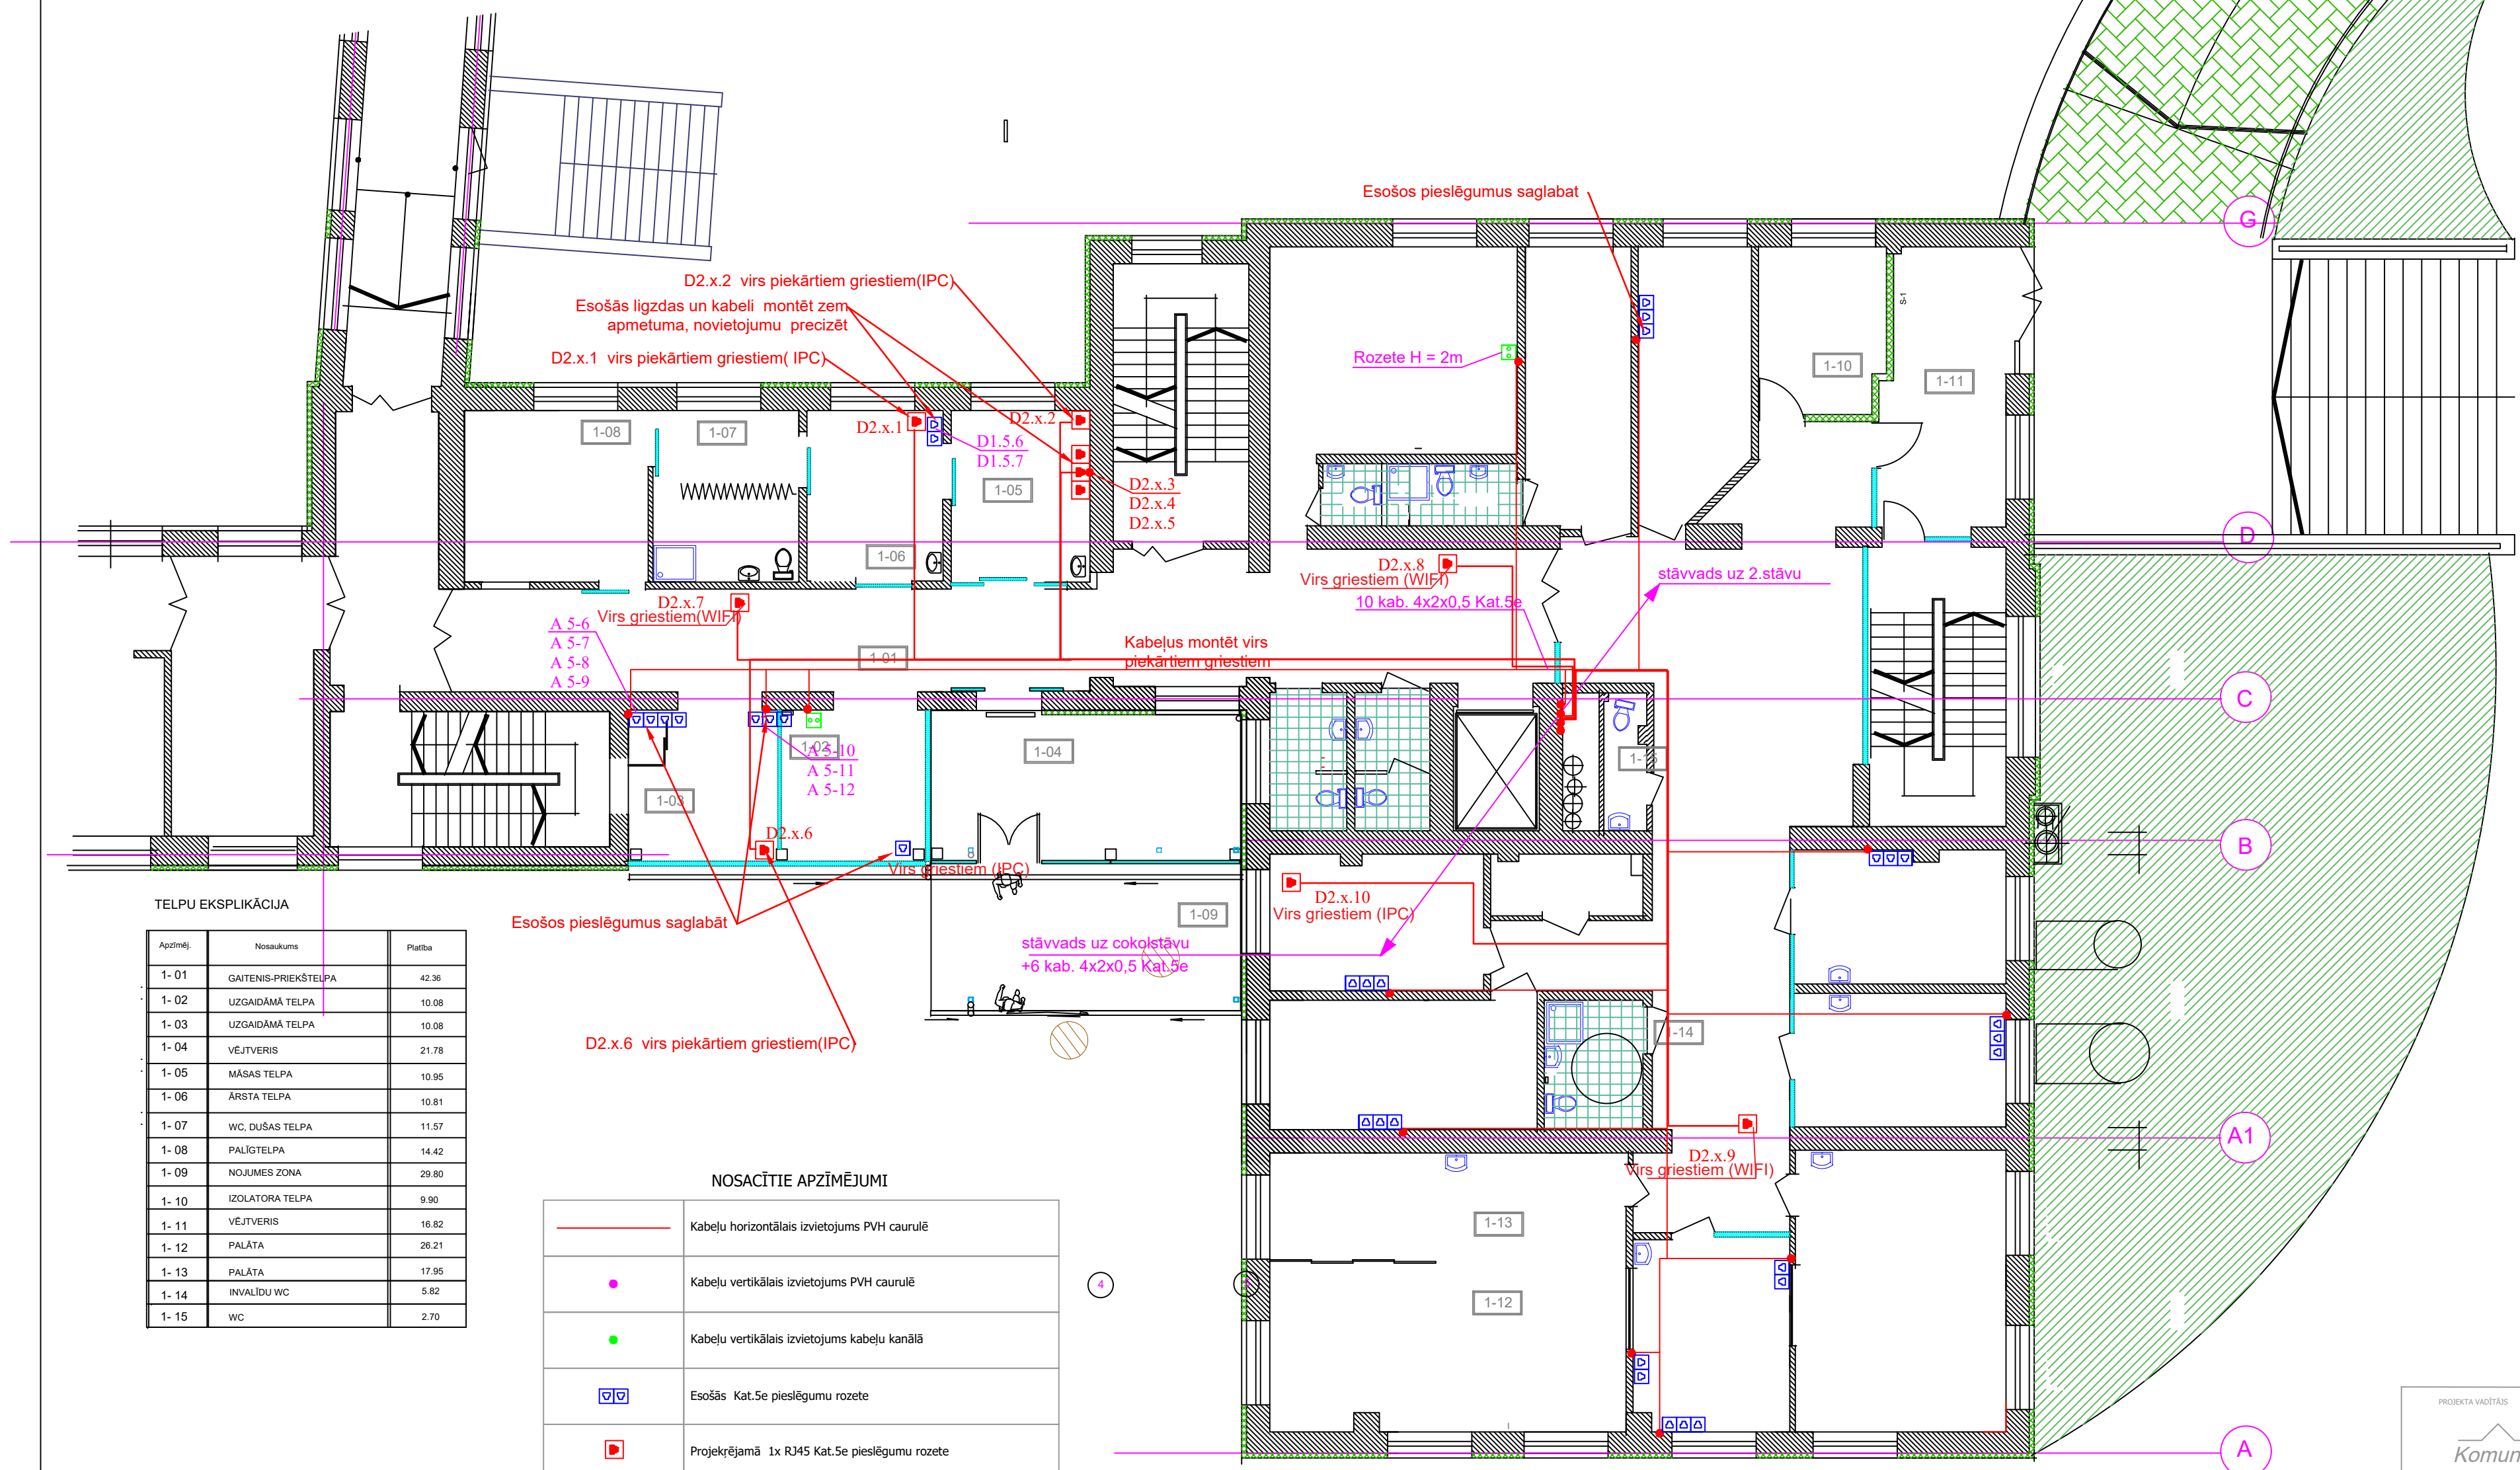 Esošos pieslēgumus saglabat
G
D2.x.2 virs piekārtiem griestiem(IPC)
Esošās ligzdas un kabeli montēt zem
apmetuma, novietojumu precizēt
D2.x.1 virs piekārtiem griestiem( IPC)
Rozete H = 2m
S-1
1-10
1-11
1-08
1-07
D2.x.1
D2.x.2
D1.5.6
D1.5.7
1-05
D2.x.3
D2.x.4
D2.x.5
1-06
D
D2.x.8
Virs griestiem (WIFI)
10 kab. 4x2x0,5 Kat.5e
stāvvads uz 2.stāvu
D2.x.7
Virs griestiem(WIFI)
A 5-6
A 5-7
A 5-8
A 5-9
1-01
Kabeļus montēt virs
piekārtiem griestiem
C
1-02
A 5-10
A 5-11
A 5-12
1-04
1-15
1-03
D2.x.6
B
8
Virs griestiem (IPC)
D2.x.10
Virs griestiem (IPC)
1-09
Esošos pieslēgumus saglabāt
stāvvads uz cokolstāvu
+6 kab. 4x2x0,5 Kat.5e
D2.x.6 virs piekārtiem griestiem(IPC)
1-14
A1
D2.x.9
Virs griestiem (WIFI)
1-13
1-12
4
A
TELPU EKSPLIKĀCIJA
Apzīmēj. Nosaukums Platība
1- 01 GAITENIS-PRIEKŠTELPA 42.36
1- 02 UZGAIDĀMĀ TELPA 10.08
1- 03 UZGAIDĀMĀ TELPA 10.08
1- 04 VĒJTVERIS 21.78
1- 05 MĀSAS TELPA 10.95
1- 06 ĀRSTA TELPA 10.81
1- 07 WC, DUŠAS TELPA 11.57
1- 08 PALĪGTELPA 14.42
1- 09 NOJUMES ZONA 29.80
1- 10 IZOLATORA TELPA 9.90
1- 11 VĒJTVERIS 16.82
1- 12 PALĀTA 26.21
1- 13 PALĀTA 17.95
1- 14 INVALĪDU WC 5.82
1- 15 WC 2.70
NOSACĪTIE APZĪMĒJUMI
Kabeļu horizontālais izvietojums PVH caurulē
Kabeļu vertikālais izvietojums PVH caurulē
Kabeļu vertikālais izvietojums kabeļu kanālā
Esošās Kat.5e pieslēgumu rozete
Projekŗējamā 1x RJ45 Kat.5e pieslēgumu rozete
PROJEKTA VADĪTĀJS
Komun